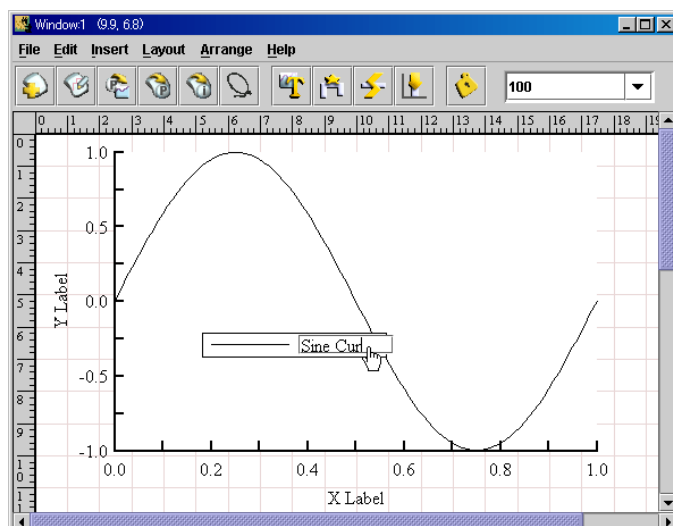 Window:1 (9.9, 6.8)
File Edit Insert Layout Arrange Help
T 100
0 1 2 3 4 5 6 7 8 9 10 11 12 13 14 15 16 17 18 19
0
1
2
3
4
5
6
7
8
9
10
11
1.0
0.5
0.0
-0.5
-1.0
Y Label
Sine Curl
0.0 0.2 0.4 0.6 0.8 1.0
X Label